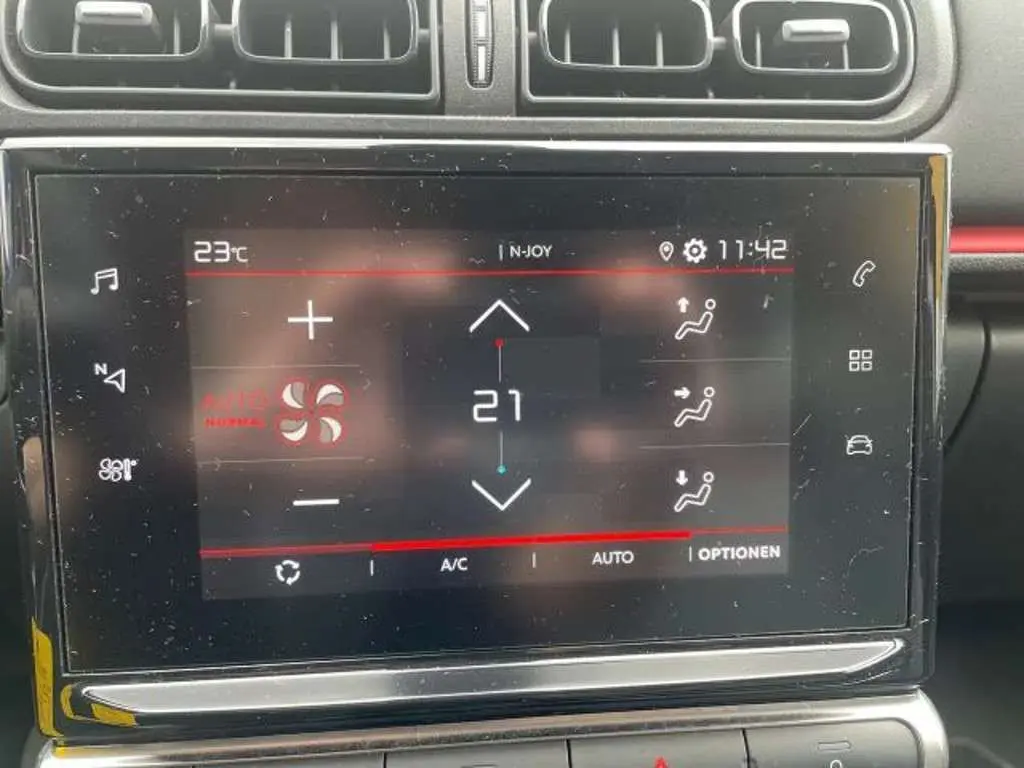 23°C
| N-JOY
11:42
N
21
AUTO
NORMAL
A/C
AUTO
OPTIONEN